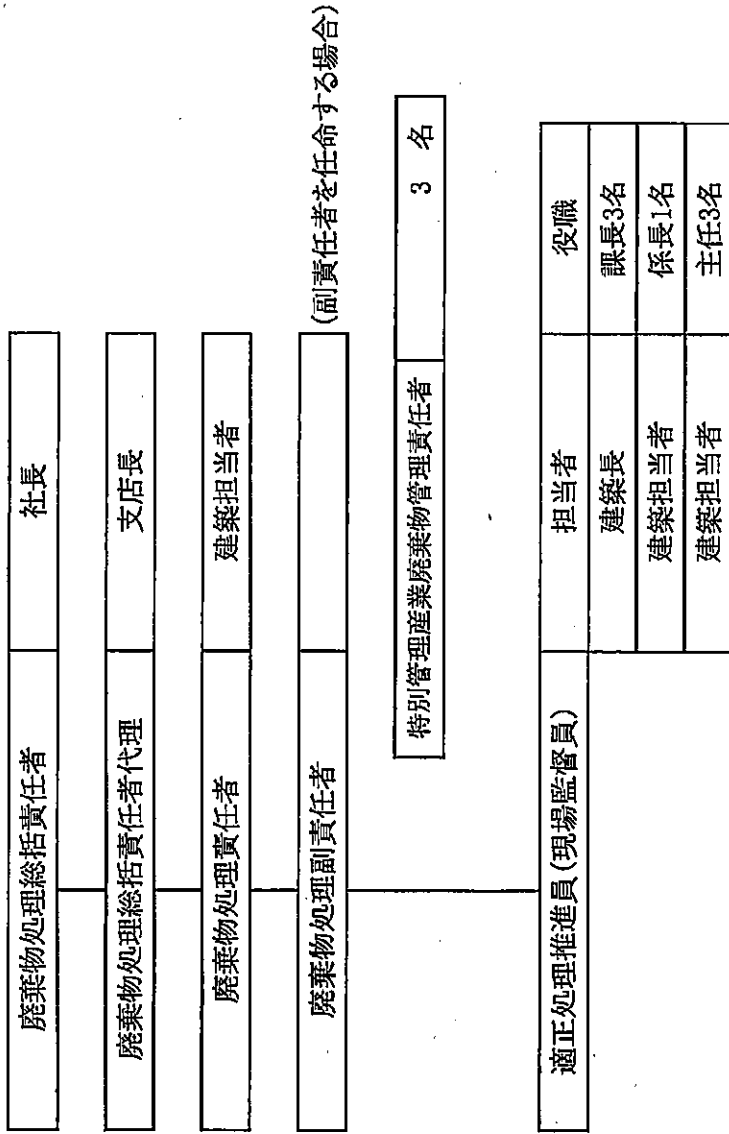 廃棄物処理総括責任者 社長
廃棄物処理総括責任者代理 支店長
廃棄物処理責任者 建築担当者
廃棄物処理副責任者 (副責任者を任命する場合)
特別管理産業廃棄物管理責任者 3 名
適正処理推進員(現場監督員) 担当者 役職
建築長 課長3名
建築担当者 係長1名
建築担当者 主任3名